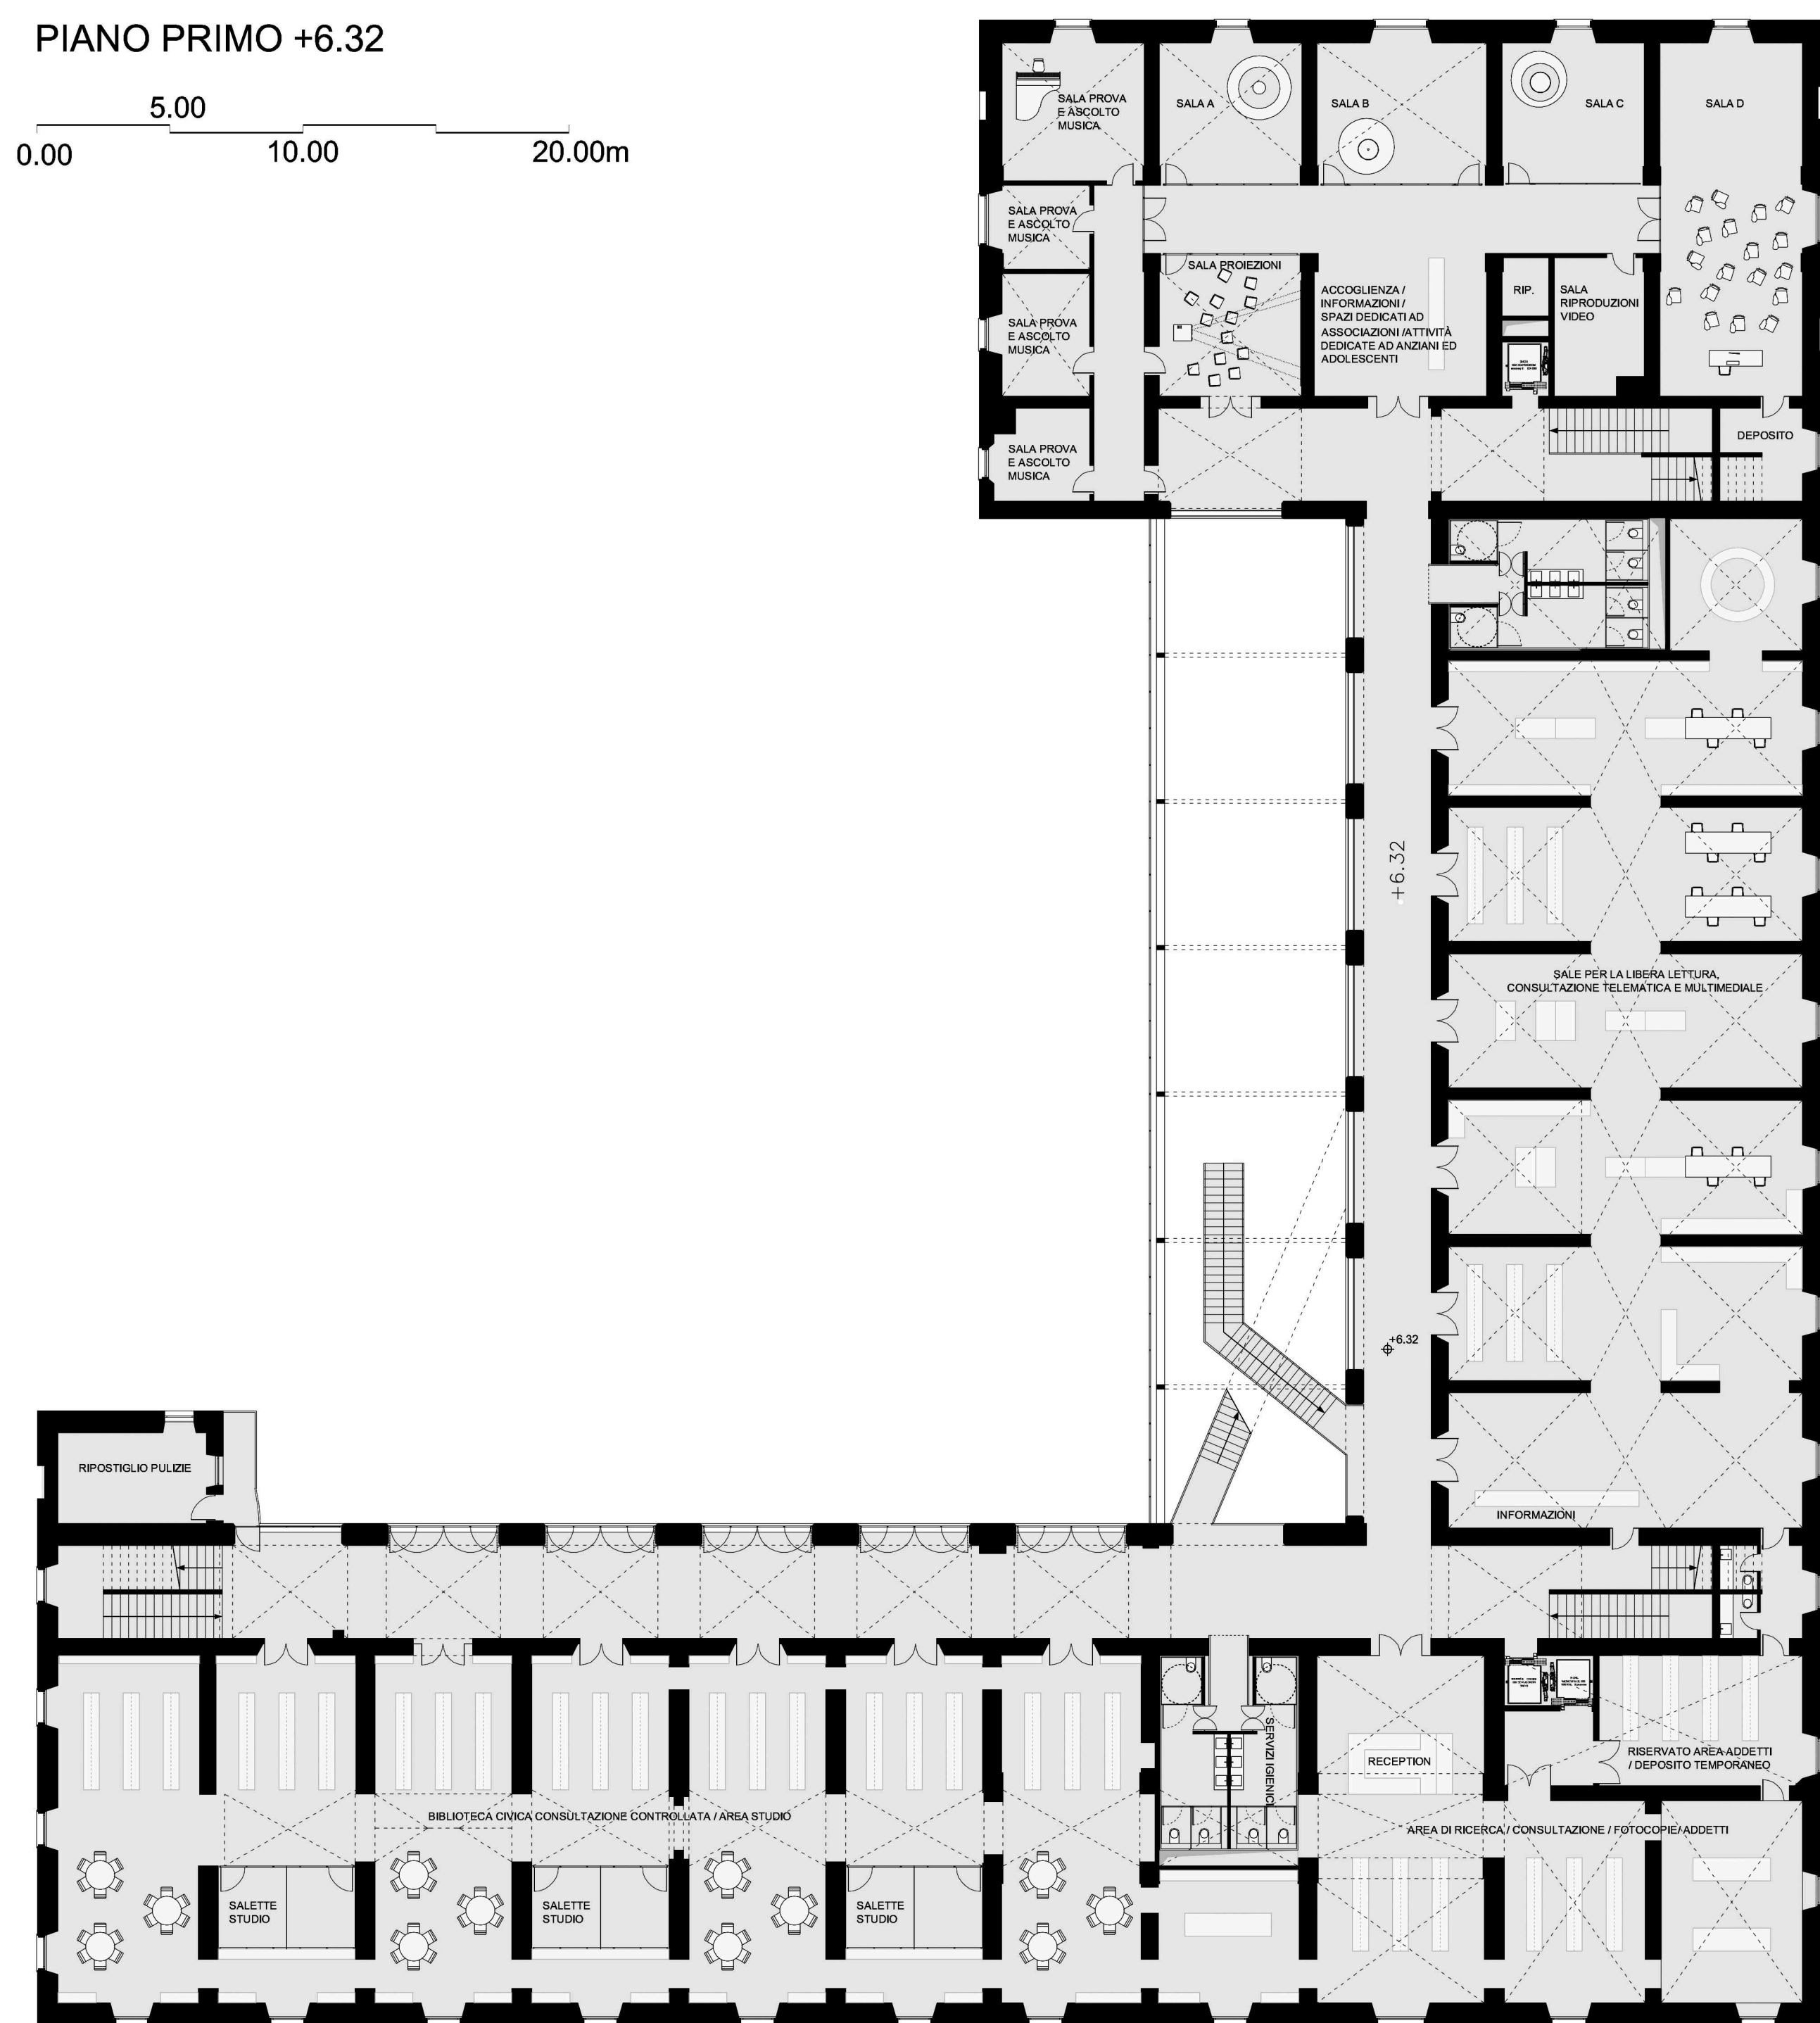 PIANO PRIMO +6.32
5.00
0.00
10.00
20.00m
SALA PROVA
E ASCOLTO
MUSICA
SALA A
SALA B
SALA C
SALA D
SALA PROVA
E ASCOLTO
MUSICA
SALA PROIEZIONI
ACCOGLIENZA /
INFORMAZIONI /
SPAZI DEDICATI AD
ASSOCIAZIONI /ATTIVITÀ
DEDICATE AD ANZIANI ED
ADOLESCENTI
RIP.
SALA
RIPRODUZIONI
VIDEO
SALA PROVA
E ASCOLTO
MUSICA
SALA PROVA
E ASCOLTO
MUSICA
DEPOSITO
+6.32
SALE PER LA LIBERA LETTURA,
CONSULTAZIONE TELEMATICA E MULTIMEDIALE
+6.32
RIPOSTIGLIO PULIZIE
INFORMAZIONI
SERVIZI IGIENICI
RECEPTION
RISERVATO AREA ADDETTI
/ DEPOSITO TEMPORANEO
BIBLIOTECA CIVICA CONSULTAZIONE CONTROLLATA / AREA STUDIO
AREA DI RICERCA / CONSULTAZIONE / FOTOCOPIE/ ADDETTI
SALETTE
STUDIO
SALETTE
STUDIO
SALETTE
STUDIO